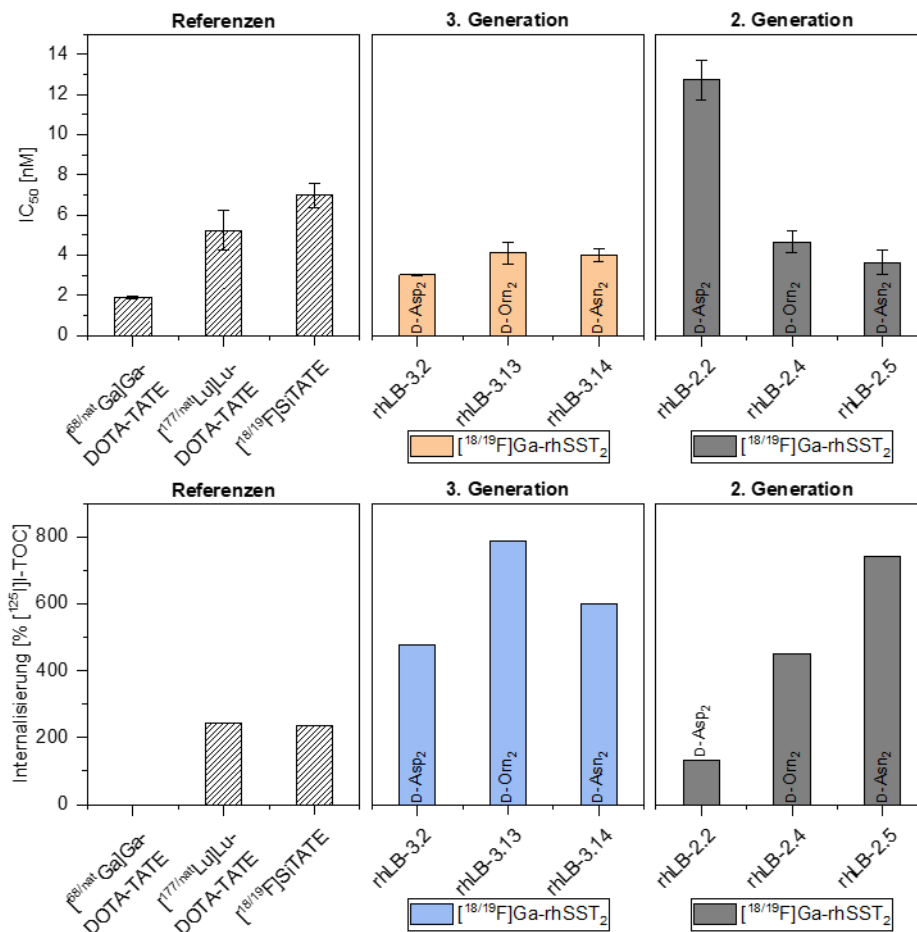 Referenzen
3. Generation
2. Generation
IC50 [nM]
14
12
10
8
6
4
2
0
D-Asp2
D-Orn2
D-Asn2
D-Asp2
D-Orn2
D-Asn2
[68/natGa]Ga-
DOTA-TATE
[177/natLu]Lu-
DOTA-TATE
[18/19F]SiTATE
rhLB-3.2
rhLB-3.13
rhLB-3.14
rhLB-2.2
rhLB-2.4
rhLB-2.5
[18/19F]Ga-rhSST2
[18/19F]Ga-rhSST2
Referenzen
3. Generation
2. Generation
Internalisierung [% [125I]I-TOC]
800
600
400
200
0
D-Asp2
D-Orn2
D-Asn2
D-Asp2
D-Orn2
D-Asn2
[68/natGa]Ga-
DOTA-TATE
[177/natLu]Lu-
DOTA-TATE
[18/19F]SiTATE
rhLB-3.2
rhLB-3.13
rhLB-3.14
rhLB-2.2
rhLB-2.4
rhLB-2.5
[18/19F]Ga-rhSST2
[18/19F]Ga-rhSST2